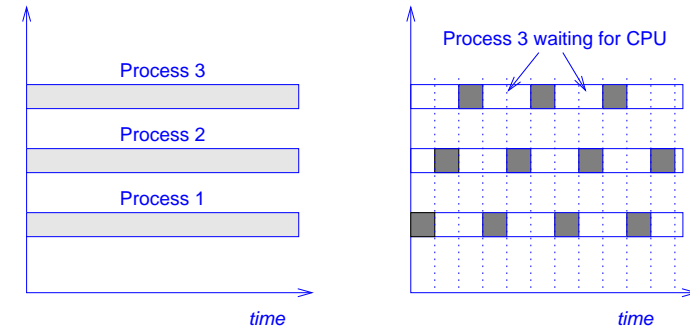 Process 3
Process 2
Process 1
time
Process 3 waiting for CPU
time